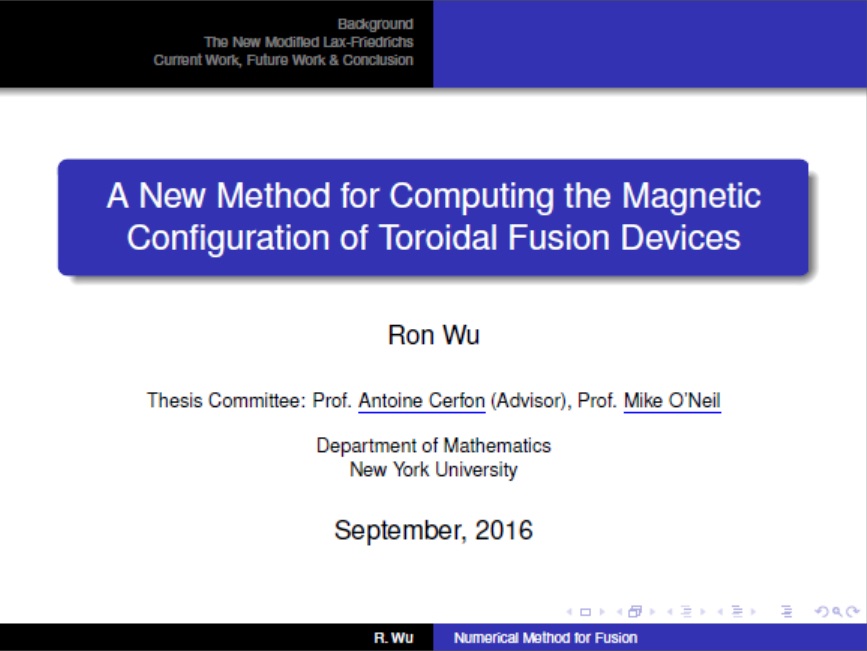 Background
The New Modified Lax-Friedrichs
Current Work, Future Work & Conclusion
A New Method for Computing the Magnetic
Configuration of Toroidal Fusion Devices
Ron Wu
Thesis Committee: Prof. Antoine Cerfon (Advisor), Prof. Mike O'Neil
Department of Mathematics
New York University
September, 2016
R. Wu
Numerical Method for Fusion